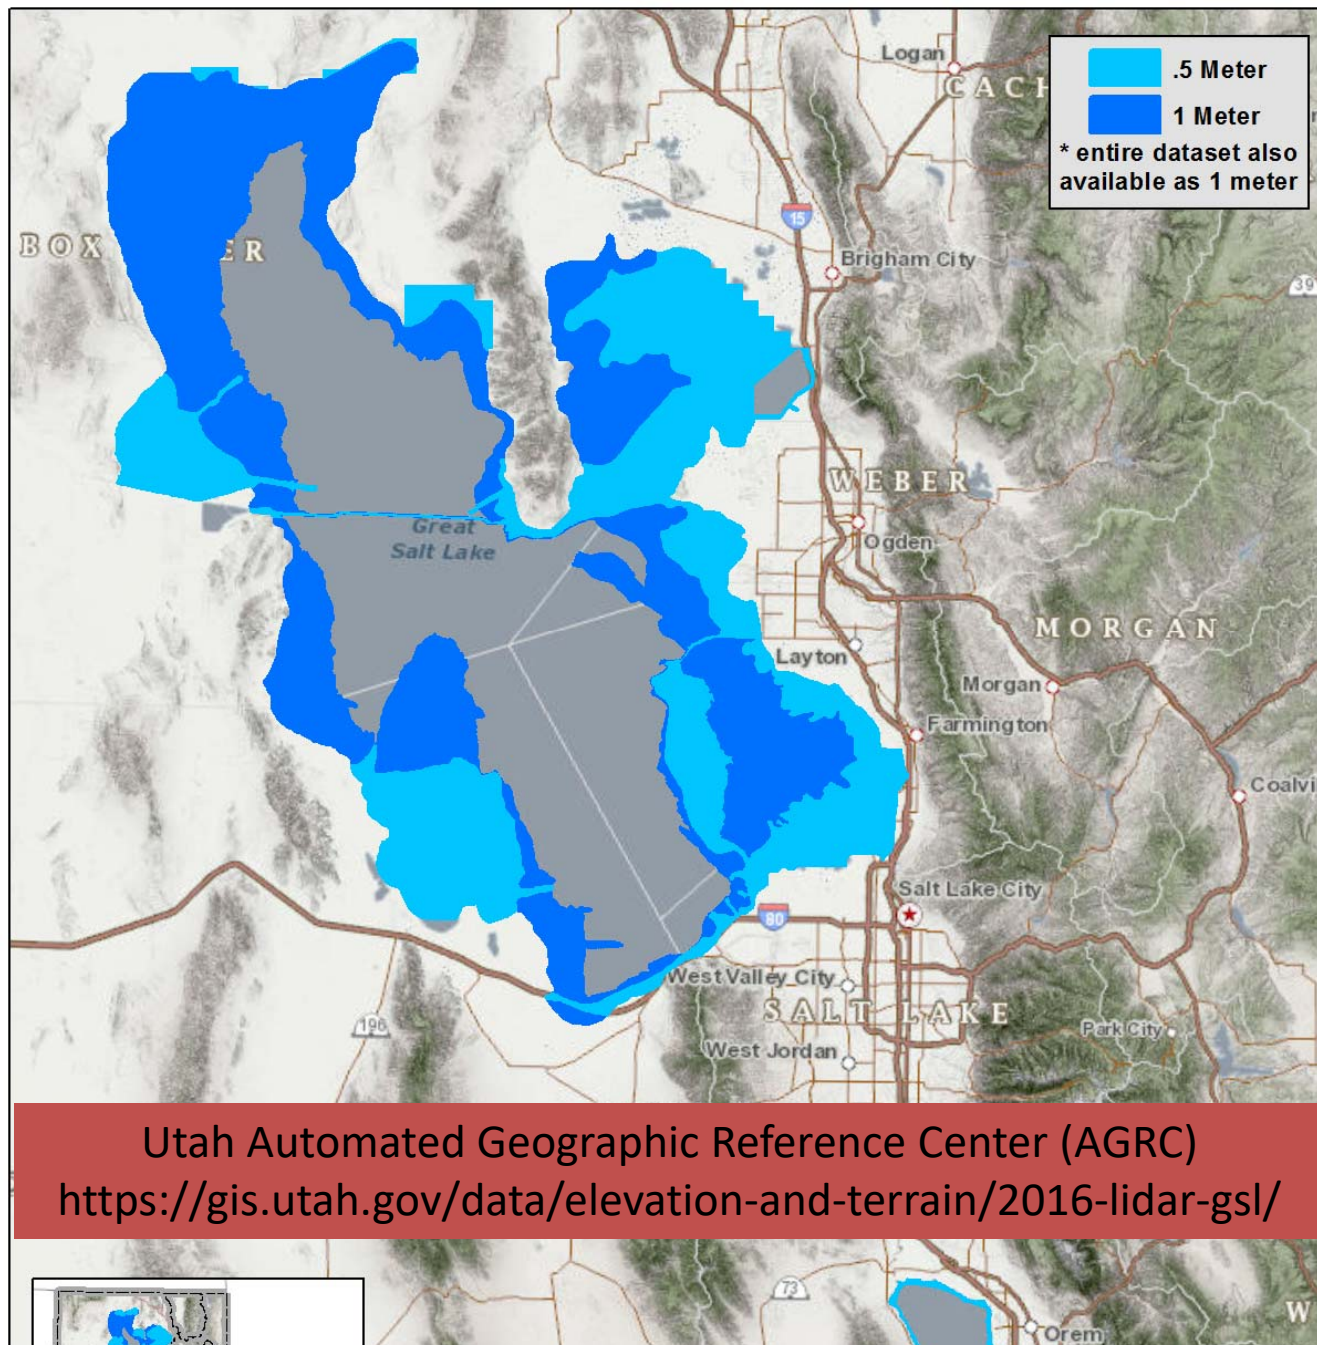 Logan
CACH
.5 Meter
1 Meter
* entire dataset also
available as 1 meter
15
BOX
ER
Brigham City
39
WEBER
Great
Salt Lake
Ogden
MORGAN
Layton
Morgan
Farmington
Coalvi
Salt Lake City
80
West Valley City
SALT LAKE
196
Park City
West Jordan
Utah Automated Geographic Reference Center (AGRC)
https://gis.utah.gov/data/elevation-and-terrain/2016-lidar-gsl/
73
W
Orem